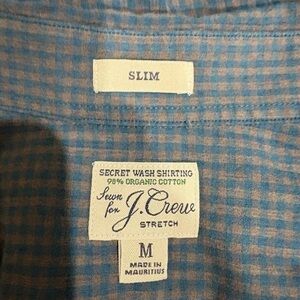 SLIM
SECRET WASH SHIRTING
98% ORGANIC COTTON
Sewn for J.Crew
STRETCH
M
MADE IN
MAURITIUS